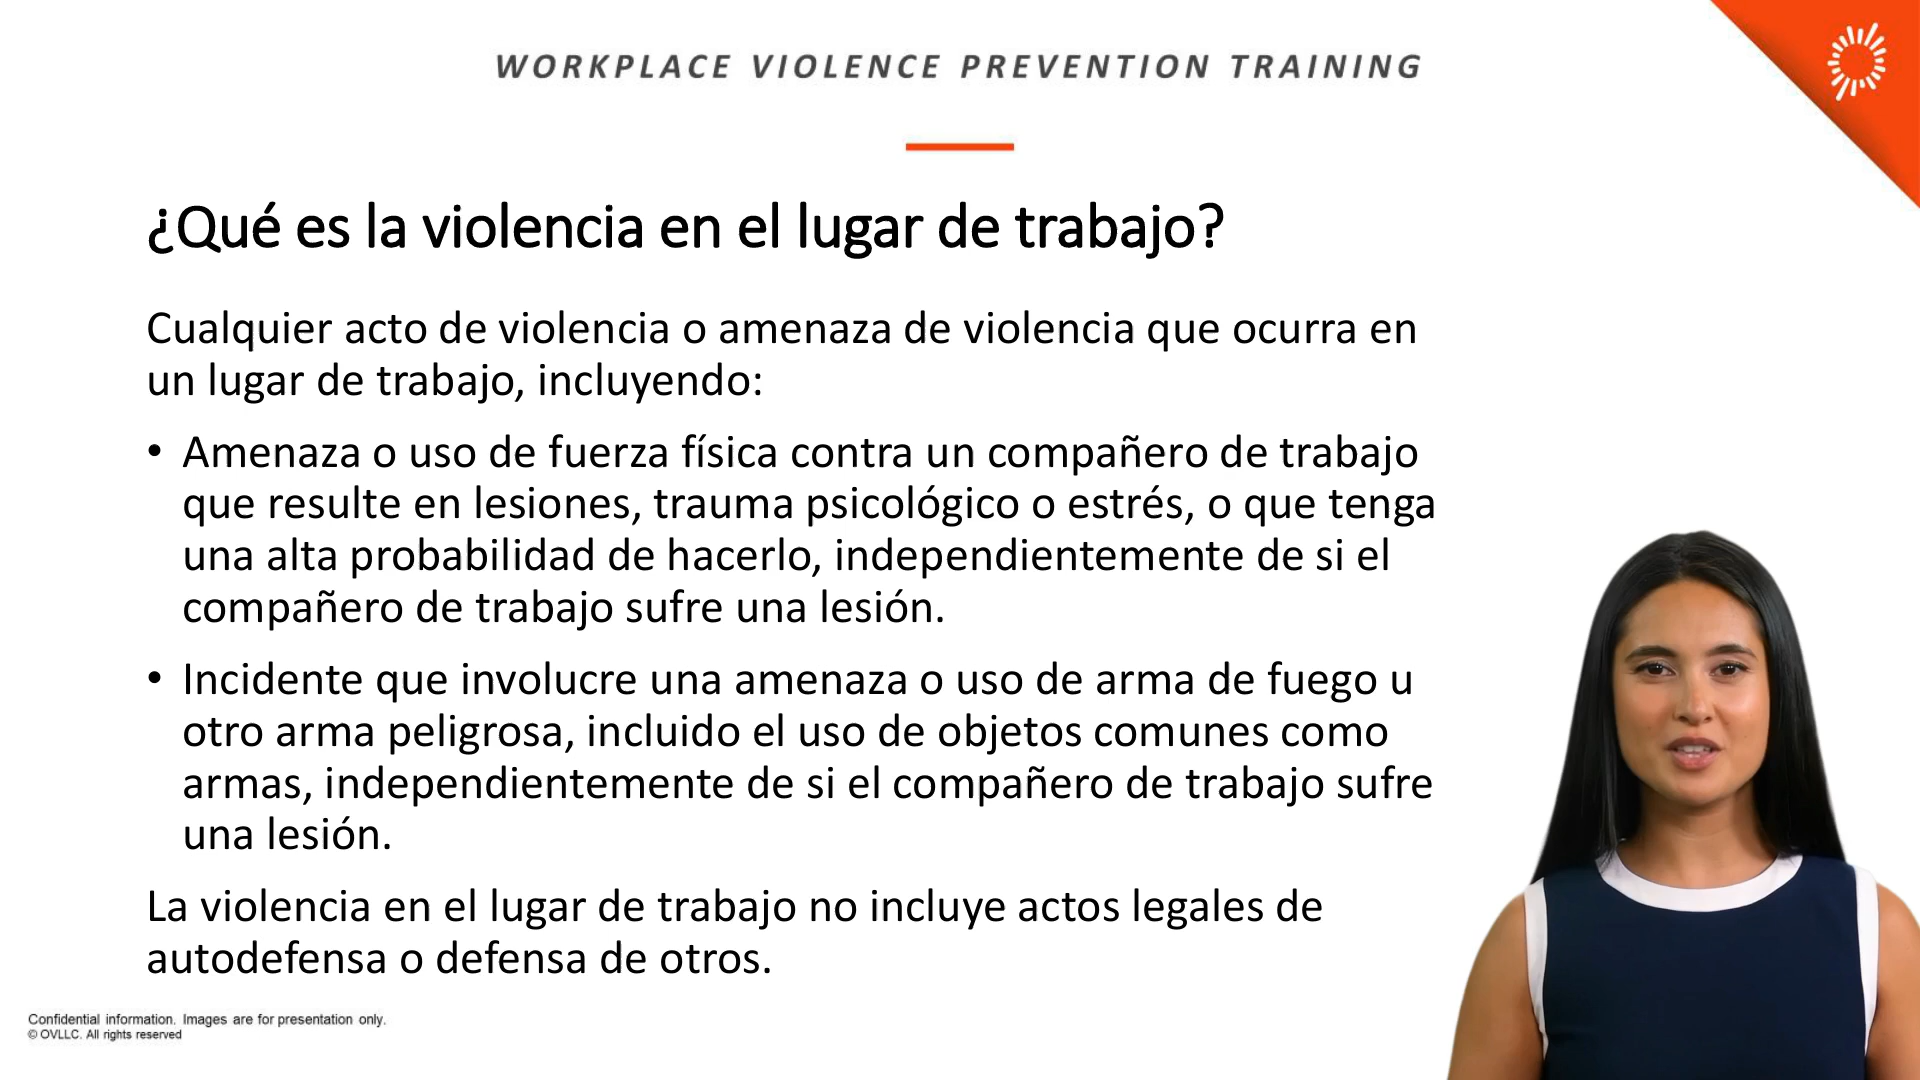 WORKPLACE VIOLENCE PREVENTION TRAINING
¿Qué es la violencia en el lugar de trabajo?
Cualquier acto de violencia o amenaza de violencia que ocurra en
un lugar de trabajo, incluyendo:
• Amenaza o uso de fuerza física contra un compañero de trabajo
que resulte en lesiones, trauma psicológico o estrés, o que tenga
una alta probabilidad de hacerlo, independientemente de si el
compañero de trabajo sufre una lesión.
• Incidente que involucre una amenaza o uso de arma de fuego u
otro arma peligrosa, incluido el uso de objetos comunes como
armas, independientemente de si el compañero de trabajo sufre
una lesión.
La violencia en el lugar de trabajo no incluye actos legales de
autodefensa o defensa de otros.
Confidential information. Images are for presentation only.
© OVLLC. All rights reserved